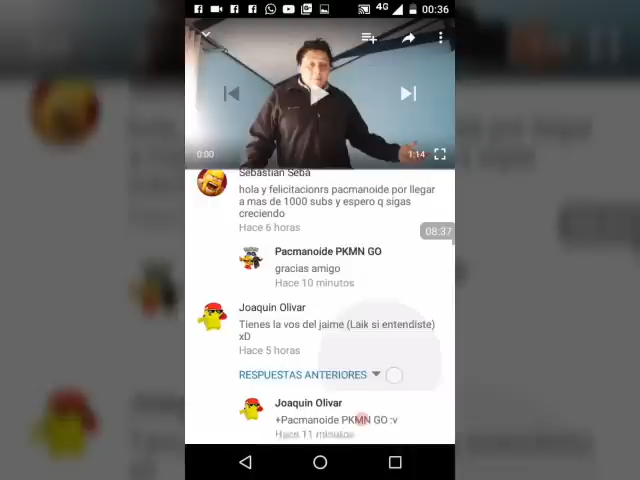 4G 00:36
0:00 1:14
Sebastian Seba
hola y felicitacionrs pacmanoide por llegar
a mas de 1000 subs y espero q sigas
creciendo
Hace 6 horas
08:37
Pacmanoide PKMN GO
gracias amigo
Hace 10 minutos
Joaquin Olivar
Tienes la vos del jaime (Laik si entendiste)
xD
Hace 5 horas
RESPUESTAS ANTERIORES
Joaquin Olivar
+Pacmanoide PKMN GO :v
Hace 11 minutos